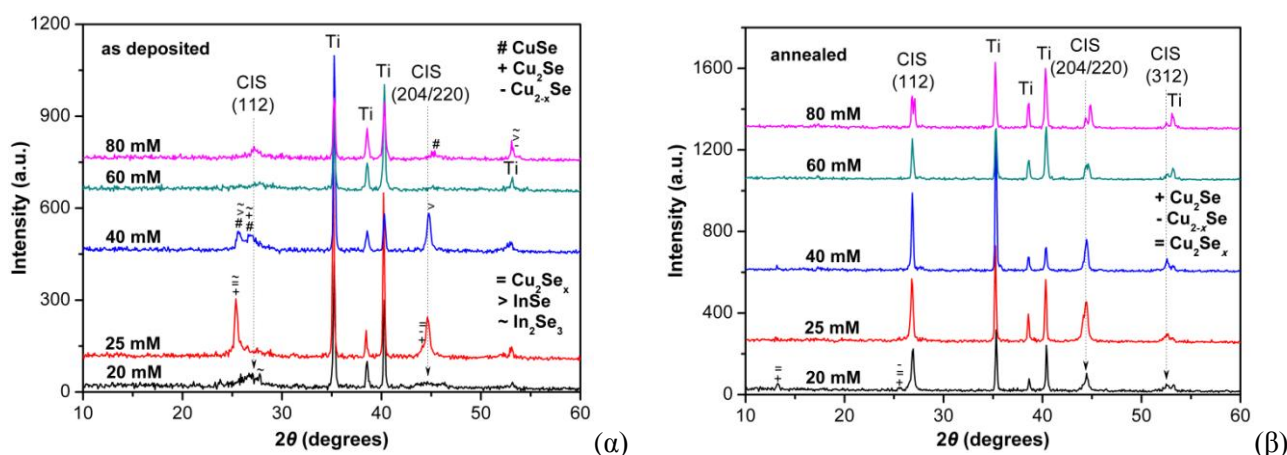 as deposited
# CuSe
+ Cu₂Se
- Cu₂₋ₓSe
= Cu₂Seₓ
> InSe
~ In₂Se₃
CIS
(112)
Ti
Ti
Ti
CIS
(204/220)
Ti
80 mM
60 mM
40 mM
25 mM
20 mM
#
~
>
-
#>~
#+~
>
+=~
+-=
~
1200
900
600
300
0
Intensity (a.u.)
10 20 30 40 50 60
2θ (degrees)
(α)
annealed
+ Cu₂Se
- Cu₂₋ₓSe
= Cu₂Seₓ
CIS
(112)
Ti
Ti
Ti
CIS
(204/220)
CIS
(312)
Ti
80 mM
60 mM
40 mM
25 mM
20 mM
+=
+=-
1600
1200
800
400
0
Intensity (a.u.)
10 20 30 40 50 60
2θ (degrees)
(β)